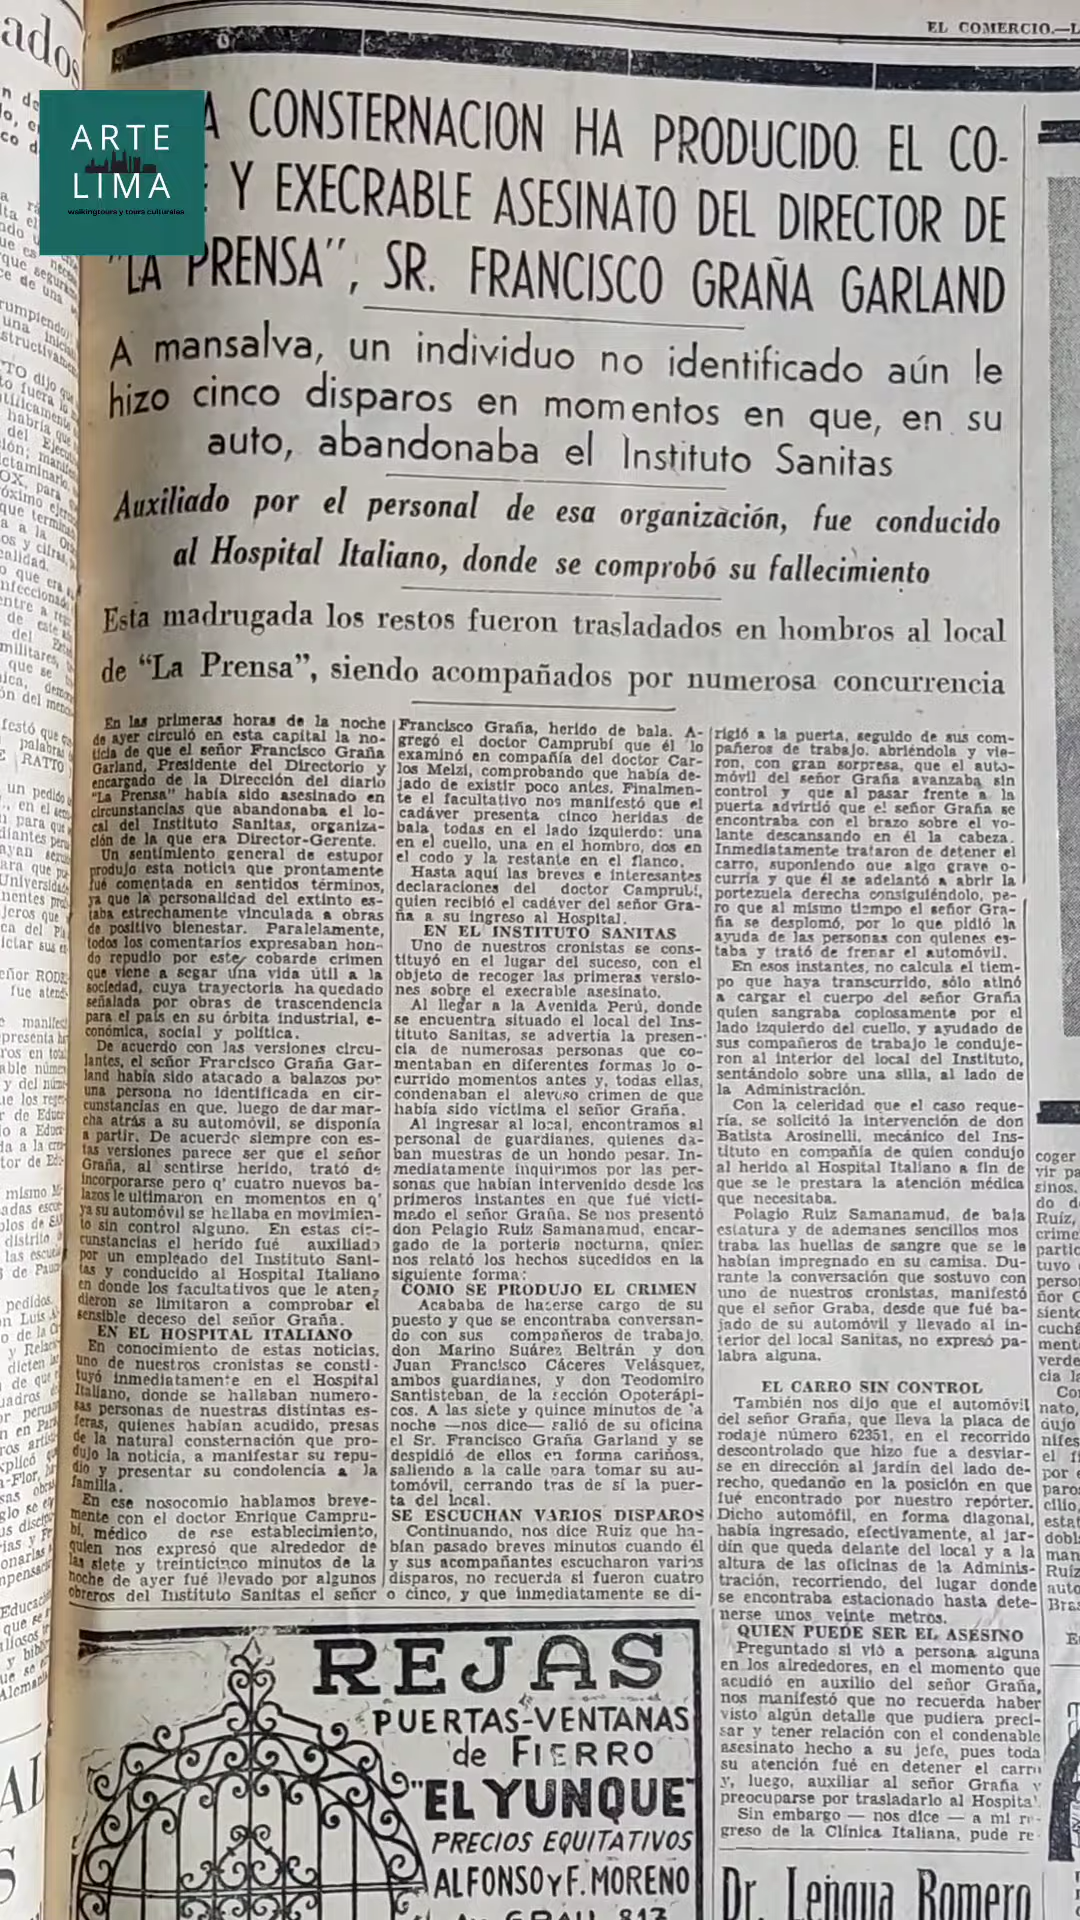 EL COMERCIO.—L
ARTE
LIMA
walkingtours y tours culturales
A CONSTERNACION HA PRODUCIDO EL CO-
E Y EXECRABLE ASESINATO DEL DIRECTOR DE
"LA PRENSA", SR. FRANCISCO GRAÑA GARLAND
A mansalva, un individuo no identificado aún le
hizo cinco disparos en momentos en que, en su
auto, abandonaba el Instituto Sanitas
Auxiliado por el personal de esa organización, fue conducido
al Hospital Italiano, donde se comprobó su fallecimiento
Esta madrugada los restos fueron trasladados en hombros al local
de "La Prensa", siendo acompañados por numerosa concurrencia
En las primeras horas de la noche
de ayer circuló en esta capital la no-
ticia de que el señor Francisco Graña
Garland, Presidente del Directorio y
encargado de la Dirección del diario
"La Prensa" había sido asesinado en
circunstancias que abandonaba el lo-
cal del Instituto Sanitas, organiza-
ción de la que era Director-Gerente.
Un sentimiento general de estupor
produjo esta noticia que prontamente
fué comentada en sentidos términos,
ya que la personalidad del extinto es-
taba estrechamente vinculada a obras
de positivo bienestar. Paralelamente,
todos los comentarios expresaban hon-
do repudio por este cobarde crimen
que viene a segar una vida útil a la
sociedad, cuya trayectoria ha quedado
señalada por obras de trascendencia
para el país en su órbita industrial, e-
conómica, social y política.
De acuerdo con las versiones circu-
lantes, el señor Francisco Graña Gar-
land había sido atacado a balazos por
una persona no identificada en cir-
cunstancias en que, luego de dar mar-
cha atrás a su automóvil, se disponía
a partir. De acuerdo siempre con es-
tas versiones parece ser que el señor
Graña, al sentirse herido, trató de
incorporarse pero q' cuatro nuevos ba-
lazos le ultimaron en momentos en q'
ya su automóvil se hallaba en movimien-
to sin control alguno. En estas cir-
cunstancias el herido fué auxiliado
por un empleado del Instituto Sani-
tas y conducido al Hospital Italiano
en donde los facultativos que le aten-
dieron se limitaron a comprobar el
sensible deceso del señor Graña.
EN EL HOSPITAL ITALIANO
En conocimiento de estas noticias,
uno de nuestros cronistas se consti-
tuyó inmediatamente en el Hospital
Italiano, donde se hallaban numero-
sas personas de nuestras distintas es-
feras, quienes habían acudido, presas
de la natural consternación que pro-
dujo la noticia, a manifestar su repu-
dio y presentar su condolencia a la
familia.
En ese nosocomio hablamos breve-
mente con el doctor Enrique Campru-
bí, médico de ese establecimiento,
quien nos expresó que alrededor de
las siete y treinticinco minutos de la
noche de ayer fué llevado por algunos
obreros del Instituto Sanitas el señor
Francisco Graña, herido de bala. A-
gregó el doctor Camprubí que él lo
examinó en compañía del doctor Car-
los Melzi, comprobando que había de-
jado de existir poco antes. Finalmen-
te el facultativo nos manifestó que el
cadáver presenta cinco heridas de
bala, todas en el lado izquierdo: una
en el cuello, una en el hombro, dos en
el codo y la restante en el flanco.
Hasta aquí las breves e interesantes
declaraciones del doctor Camprubí,
quien recibió el cadáver del señor Gra-
ña a su ingreso al Hospital.
EN EL INSTITUTO SANITAS
Uno de nuestros cronistas se cons-
tituyó en el lugar del suceso, con el
objeto de recoger las primeras versio-
nes sobre el execrable asesinato.
Al llegar a la Avenida Perú, donde
se encuentra situado el local del Ins-
tituto Sanitas, se advertía la presen-
cia de numerosas personas que co-
mentaban en diferentes formas lo o-
currido momentos antes y, todas ellas,
condenaban el alevoso crimen de que
había sido víctima el señor Graña.
Al ingresar al local, encontramos al
personal de guardianes, quienes da-
ban muestras de un hondo pesar. In-
mediatamente inquirimos por las per-
sonas que habían intervenido desde los
primeros instantes en que fué victi-
mado el señor Graña. Se nos presentó
don Pelagio Ruíz Samanamud, encar-
gado de la portería nocturna, quien
nos relató los hechos sucedidos en la
siguiente forma:
COMO SE PRODUJO EL CRIMEN
Acababa de hacerse cargo de su
puesto y que se encontraba conversan-
do con sus compañeros de trabajo,
don Marino Suárez Beltrán y don
Juan Francisco Cáceres Velásquez,
ambos guardianes, y don Teodomiro
Santisteban, de la sección Opoterápi-
cos. A las siete y quince minutos de 'a
noche —nos dice— salió de su oficina
el Sr. Francisco Graña Garland y se
despidió de ellos en forma cariñosa,
saliendo a la calle para tomar su au-
tomóvil, cerrando tras de sí la puer-
ta del local.
SE ESCUCHAN VARIOS DISPAROS
Continuando, nos dice Ruíz que ha-
bían pasado breves minutos cuando él
y sus acompañantes escucharon varios
disparos, no recuerda si fueron cuatro
o cinco, y que inmediatamente se di-
rigió a la puerta, seguido de sus com-
pañeros de trabajo, abriéndola y vie-
ron, con gran sorpresa, que el auto-
móvil del señor Graña avanzaba sin
control y que al pasar frente a la
puerta advirtió que el señor Graña se
encontraba con el brazo sobre el vo-
lante descansando en él la cabeza.
Inmediatamente trataron de detener el
carro, suponiendo que algo grave o-
curría y que él se adelantó a abrir la
portezuela derecha consiguiéndolo, pe-
ro que al mismo tiempo el señor Gra-
ña se desplomó, por lo que pidió la
ayuda de las personas con quienes es-
taba y trató de frenar el automóvil.
En esos instantes, no calcula el tiem-
po que haya transcurrido, sólo atinó
a cargar el cuerpo del señor Graña
quien sangraba copiosamente por el
lado izquierdo del cuello, y ayudado de
sus compañeros de trabajo le conduje-
ron al interior del local del Instituto,
sentándolo sobre una silla, al lado de
la Administración.
Con la celeridad que el caso reque-
ría, se solicitó la intervención de don
Batista Arosinelli, mecánico del Ins-
tituto en compañía de quien condujo
al herido al Hospital Italiano a fin de
que se le prestara la atención médica
que necesitaba.
Polagio Ruíz Samanamud, de baja
estatura y de ademanes sencillos mos
traba las huellas de sangre que se le
habían impregnado en su camisa. Du-
rante la conversación que sostuvo con
uno de nuestros cronistas, manifestó
que el señor Graba, desde que fué ba-
jado de su automóvil y llevado al in-
terior del local Sanitas, no expresó pa-
labra alguna.
EL CARRO SIN CONTROL
También nos dijo que el automóvil
del señor Graña, que lleva la placa de
rodaje número 62351, en el recorrido
descontrolado que hizo fue a desviar-
se en dirección al jardín del lado de-
recho, quedando en la posición en que
fué encontrado por nuestro repórter.
Dicho automóvil, en forma diagonal,
había ingresado, efectivamente, al jar-
dín que queda delante del local y a la
altura de las oficinas de la Adminis-
tración, recorriendo, del lugar donde
se encontraba estacionado hasta dete-
nerse unos veinte metros.
QUIEN PUEDE SER EL ASESINO
Preguntado si vió a persona alguna
en los alrededores, en el momento que
acudió en auxilio del señor Graña,
nos manifestó que no recuerda haber
visto algún detalle que pudiera preci-
sar y tener relación con el condenable
asesinato hecho a su jefe, pues toda
su atención fué en detener el carro
y, luego, auxiliar al señor Graña y
preocuparse por trasladarlo al Hospital.
Sin embargo — nos dice — a mi re-
greso de la Clínica Italiana, pude re-
REJAS
PUERTAS-VENTANAS
de FIERRO
"EL YUNQUE"
PRECIOS EQUITATIVOS
ALFONSO Y F. MORENO
GRAU 817
Dr. Lengua Romero